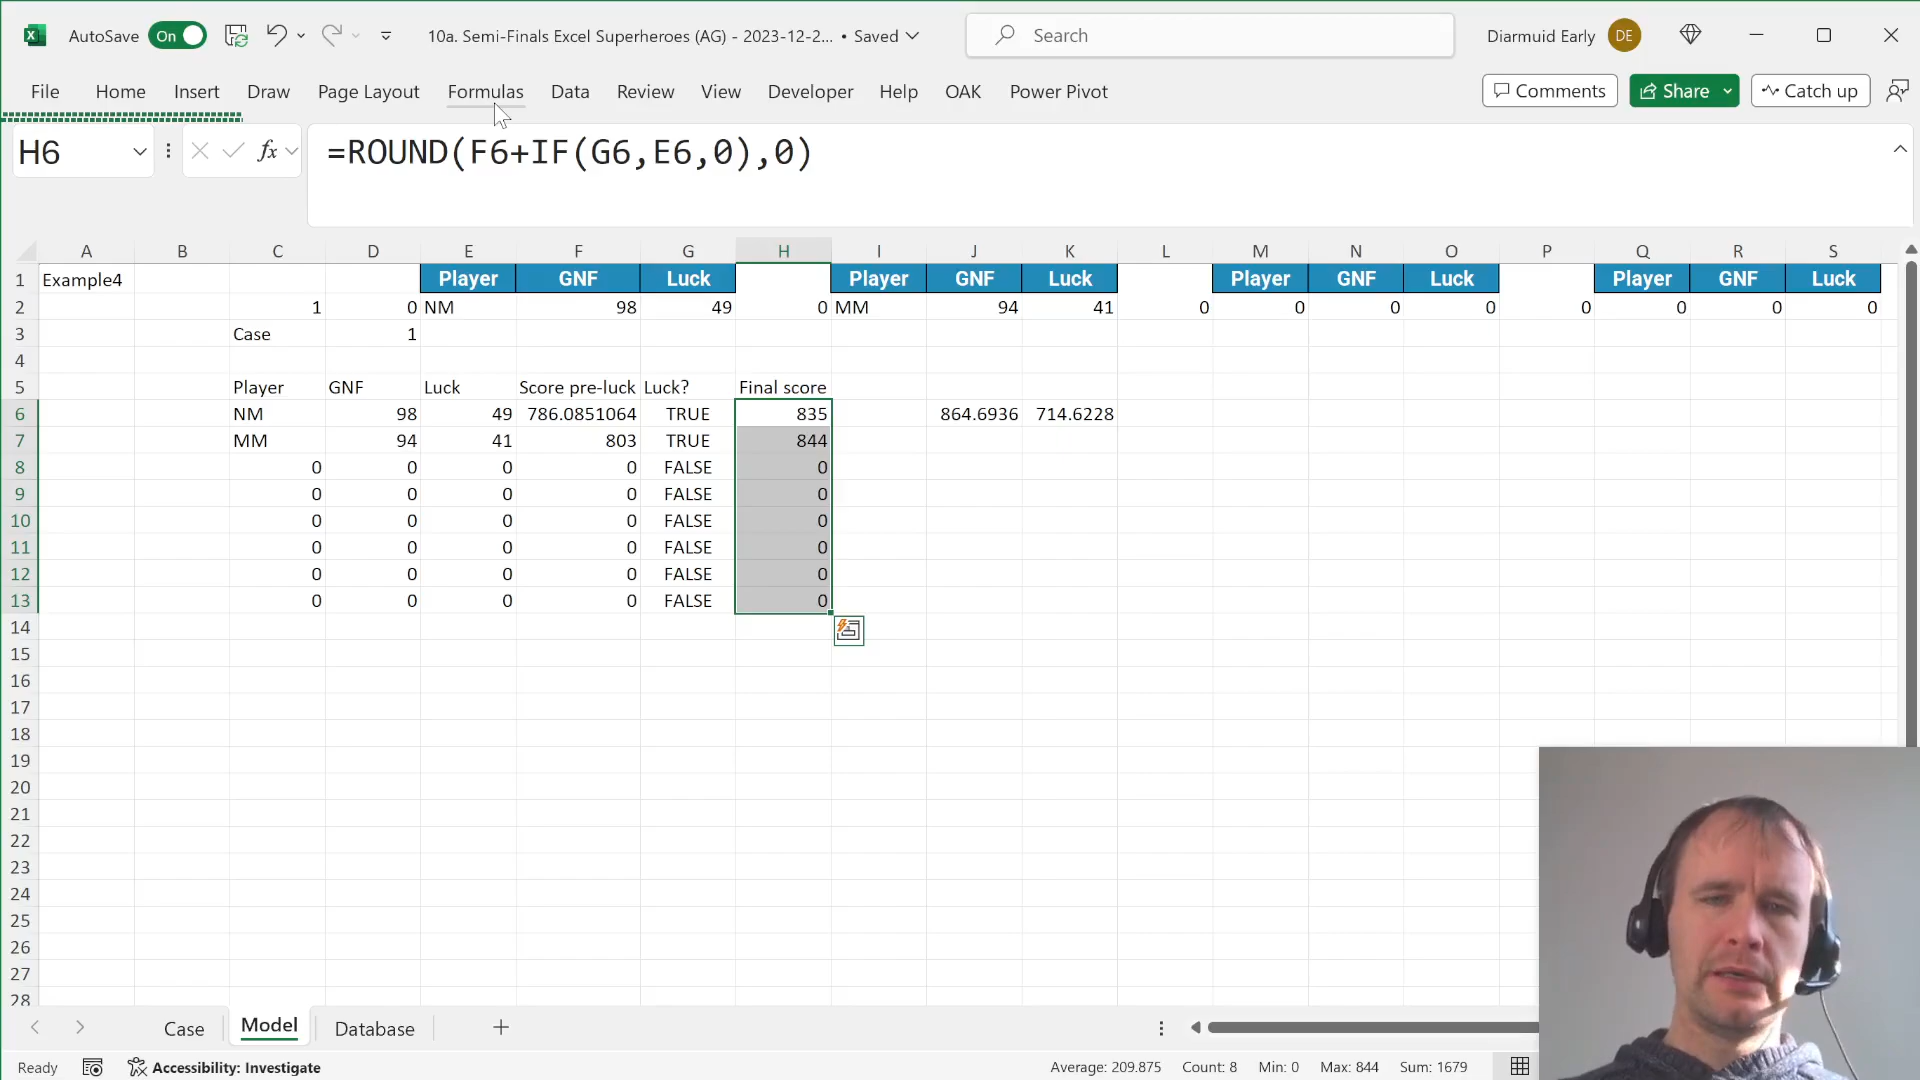 AutoSave On 10a. Semi-Finals Excel Superheroes (AG) - 2023-12-2... • Saved Search Diarmuid Early DE
File Home Insert Draw Page Layout Formulas Data Review View Developer Help OAK Power Pivot Comments Share Catch up
H6 fx =ROUND(F6+IF(G6,E6,0),0)
A B C D E F G H I J K L M N O P Q R S
1 Example4 Player GNF Luck Player GNF Luck Player GNF Luck Player GNF Luck
2 1 0 NM 98 49 0 MM 94 41 0 0 0 0 0 0 0 0
3 Case 1
4
5 Player GNF Luck Score pre-luck Luck? Final score
6 NM 98 49 786.0851064 TRUE 835 864.6936 714.6228
7 MM 94 41 803 TRUE 844
8 0 0 0 0 FALSE 0
9 0 0 0 0 FALSE 0
10 0 0 0 0 FALSE 0
11 0 0 0 0 FALSE 0
12 0 0 0 0 FALSE 0
13 0 0 0 0 FALSE 0
14
15
16
17
18
19
20
21
22
23
24
25
26
27
28
Case Model Database
Ready Accessibility: Investigate Average: 209.875 Count: 8 Min: 0 Max: 844 Sum: 1679